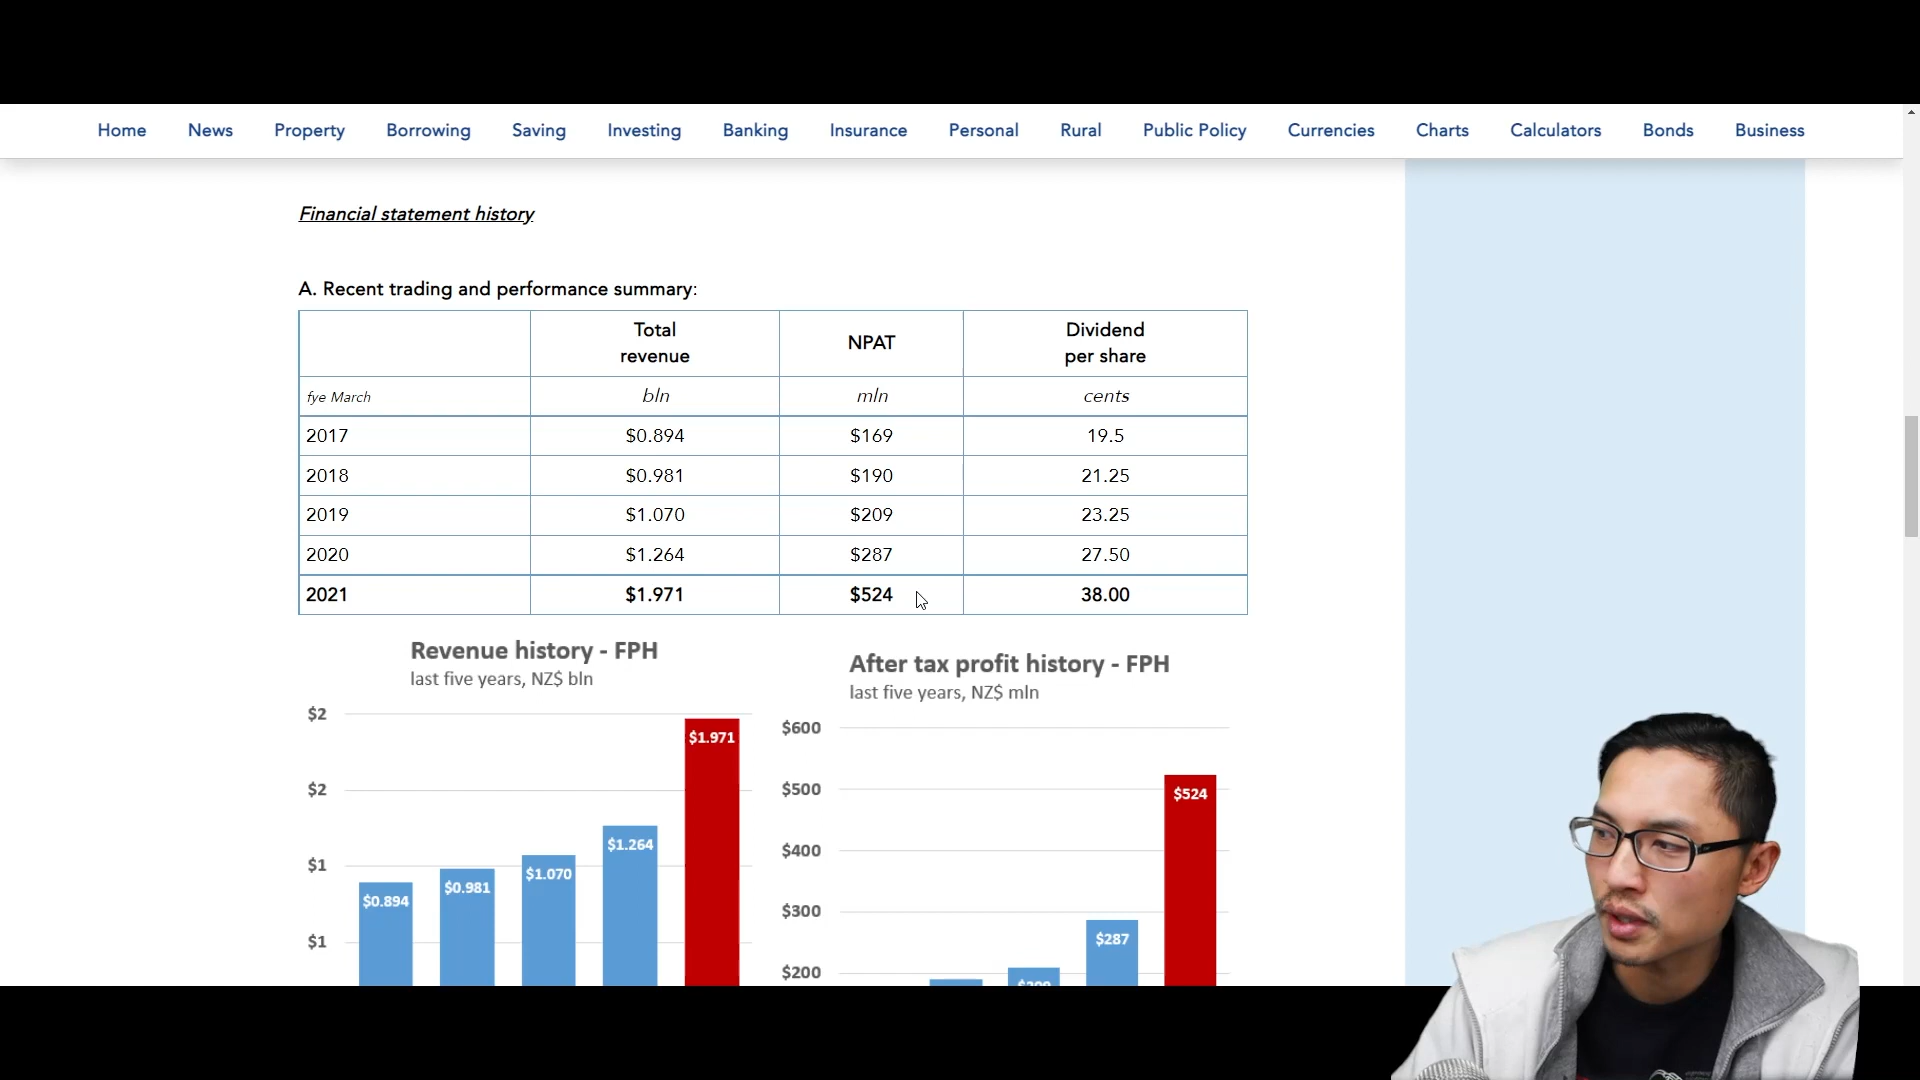 Home News Property Borrowing Saving Investing Banking Insurance Personal Rural Public Policy Currencies Charts Calculators Bonds Business
Financial statement history
A. Recent trading and performance summary:
Total revenue NPAT Dividend per share
fye March bln mln cents
2017 $0.894 $169 19.5
2018 $0.981 $190 21.25
2019 $1.070 $209 23.25
2020 $1.264 $287 27.50
2021 $1.971 $524 38.00
Revenue history - FPH
last five years, NZ$ bln
$2
$2
$1
$1
$0.894 $0.981 $1.070 $1.264 $1.971
After tax profit history - FPH
last five years, NZ$ mln
$600
$500
$400
$300
$200
$209 $287 $524